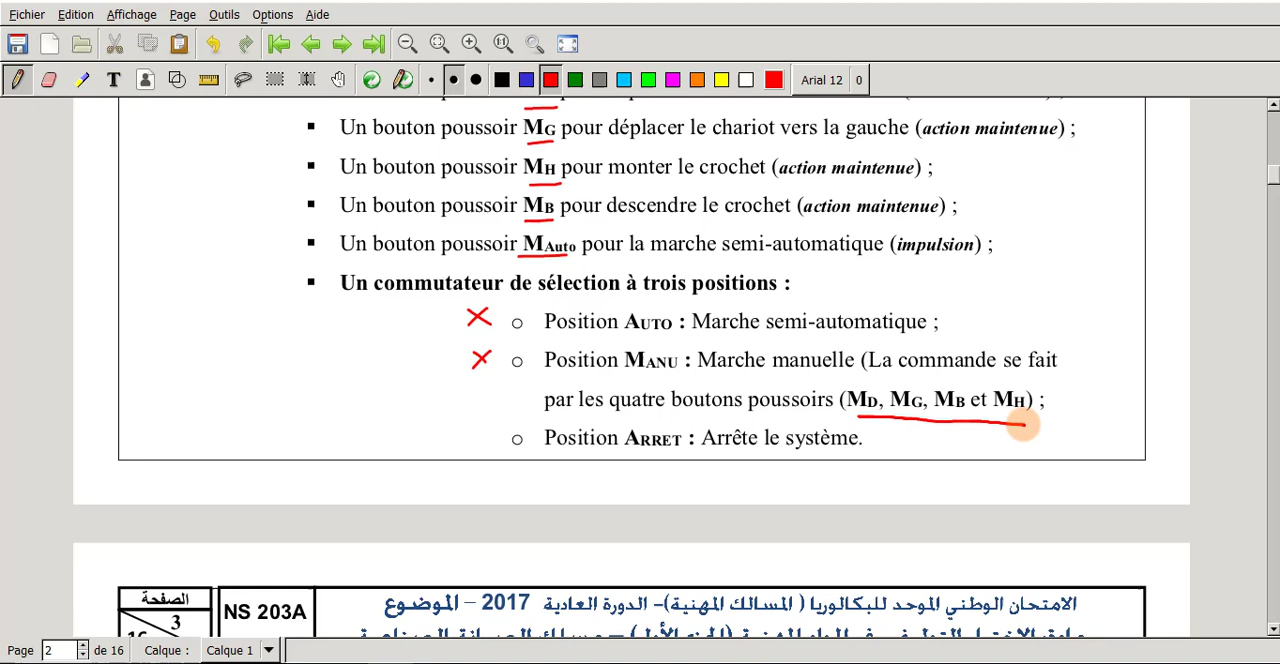 Fichier Edition Affichage Page Outils Options Aide
Arial 12 0
▪ Un bouton poussoir MG pour déplacer le chariot vers la gauche (action maintenue) ;
▪ Un bouton poussoir MH pour monter le crochet (action maintenue) ;
▪ Un bouton poussoir MB pour descendre le crochet (action maintenue) ;
▪ Un bouton poussoir MAuto pour la marche semi-automatique (impulsion) ;
▪ Un commutateur de sélection à trois positions :
o Position AUTO : Marche semi-automatique ;
o Position MANU : Marche manuelle (La commande se fait
par les quatre boutons poussoirs (MD, MG, MB et MH) ;
o Position ARRET : Arrête le système.
الصفحة
3
16
NS 203A
الامتحان الوطني الموحد للبكالوريا (المسالك المهنية)- الدورة العادية 2017 - الموضوع
Page 2 de 16 Calque : Calque 1